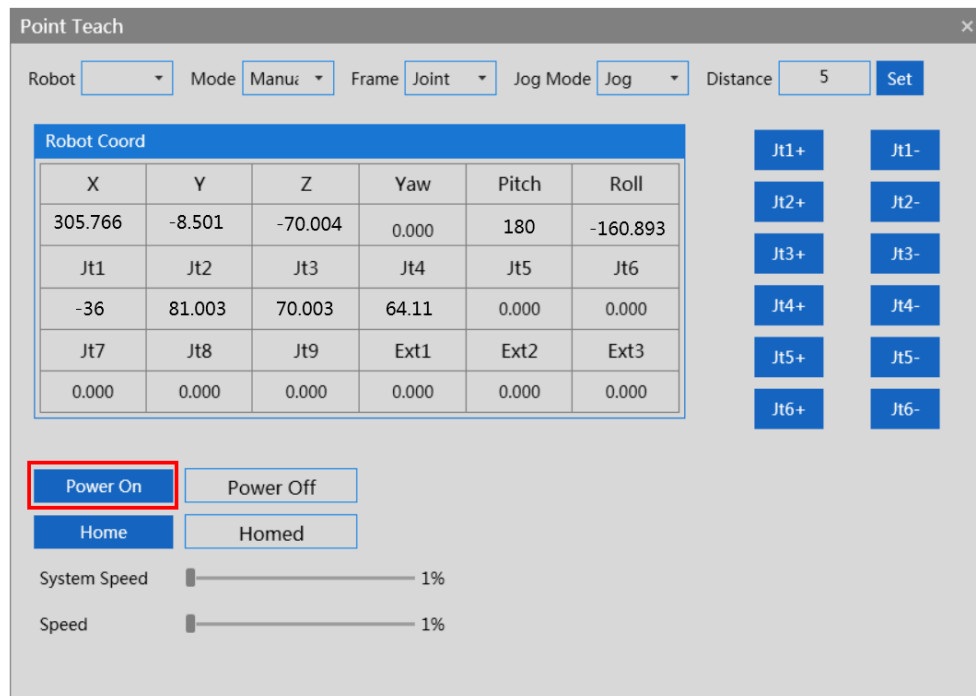 Point Teach ×
Robot Mode Manua Frame Joint Jog Mode Jog Distance 5 Set
Robot Coord
X Y Z Yaw Pitch Roll
305.766 -8.501 -70.004 0.000 180 -160.893
Jt1 Jt2 Jt3 Jt4 Jt5 Jt6
-36 81.003 70.003 64.11 0.000 0.000
Jt7 Jt8 Jt9 Ext1 Ext2 Ext3
0.000 0.000 0.000 0.000 0.000 0.000
Jt1+ Jt1-
Jt2+ Jt2-
Jt3+ Jt3-
Jt4+ Jt4-
Jt5+ Jt5-
Jt6+ Jt6-
Power On Power Off
Home Homed
System Speed 1%
Speed 1%